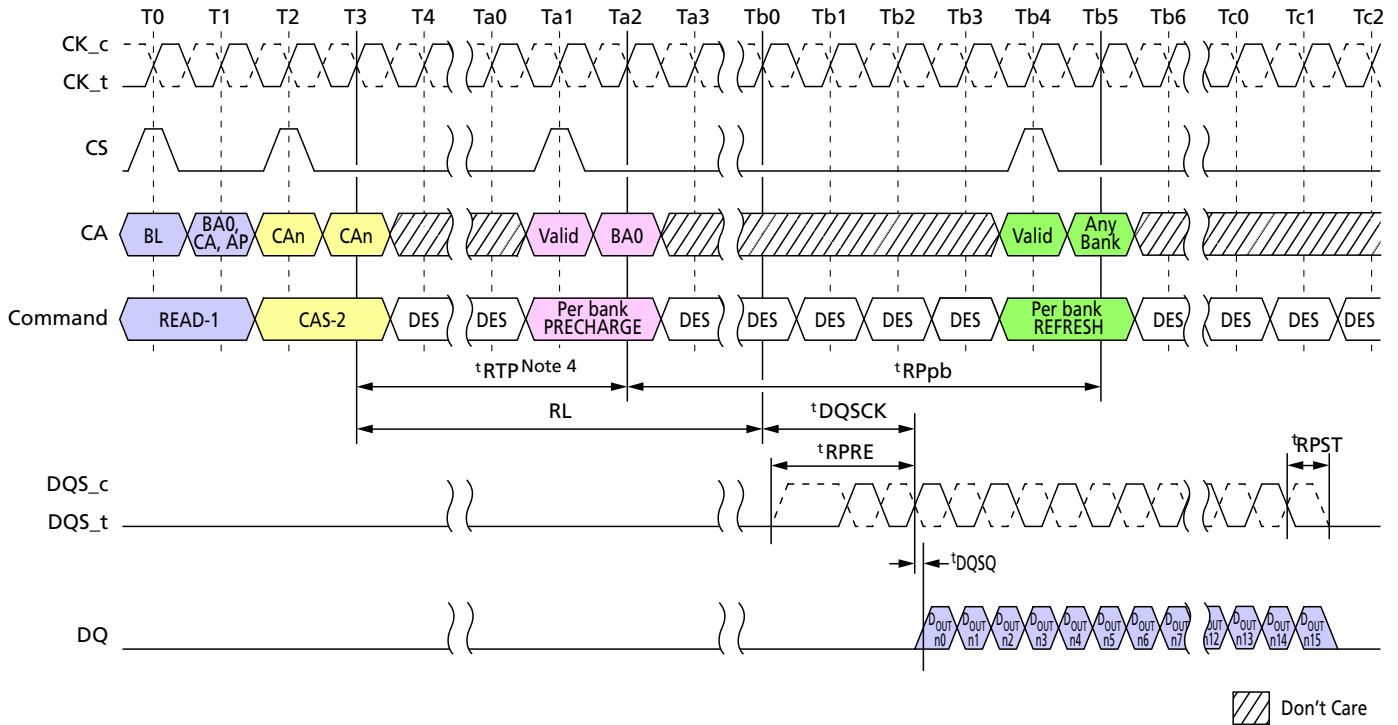 T0 T1 T2 T3 T4 Ta0 Ta1 Ta2 Ta3 Tb0 Tb1 Tb2 Tb3 Tb4 Tb5 Tb6 Tc0 Tc1 Tc2
CK_c
CK_t
CS
CA BL BA0, CA, AP CAn CAn Valid BA0 Valid Any Bank
Command READ-1 CAS-2 DES DES Per bank PRECHARGE DES DES DES DES DES Per bank REFRESH DES DES DES DES
tRTP Note 4 tRPpb
RL tDQSCK
tRPRE tRPST
DQS_c
DQS_t
tDQSQ
DQ DOUT n0 DOUT n1 DOUT n2 DOUT n3 DOUT n4 DOUT n5 DOUT n6 DOUT n7 DOUT n12 DOUT n13 DOUT n14 DOUT n15
Don't Care